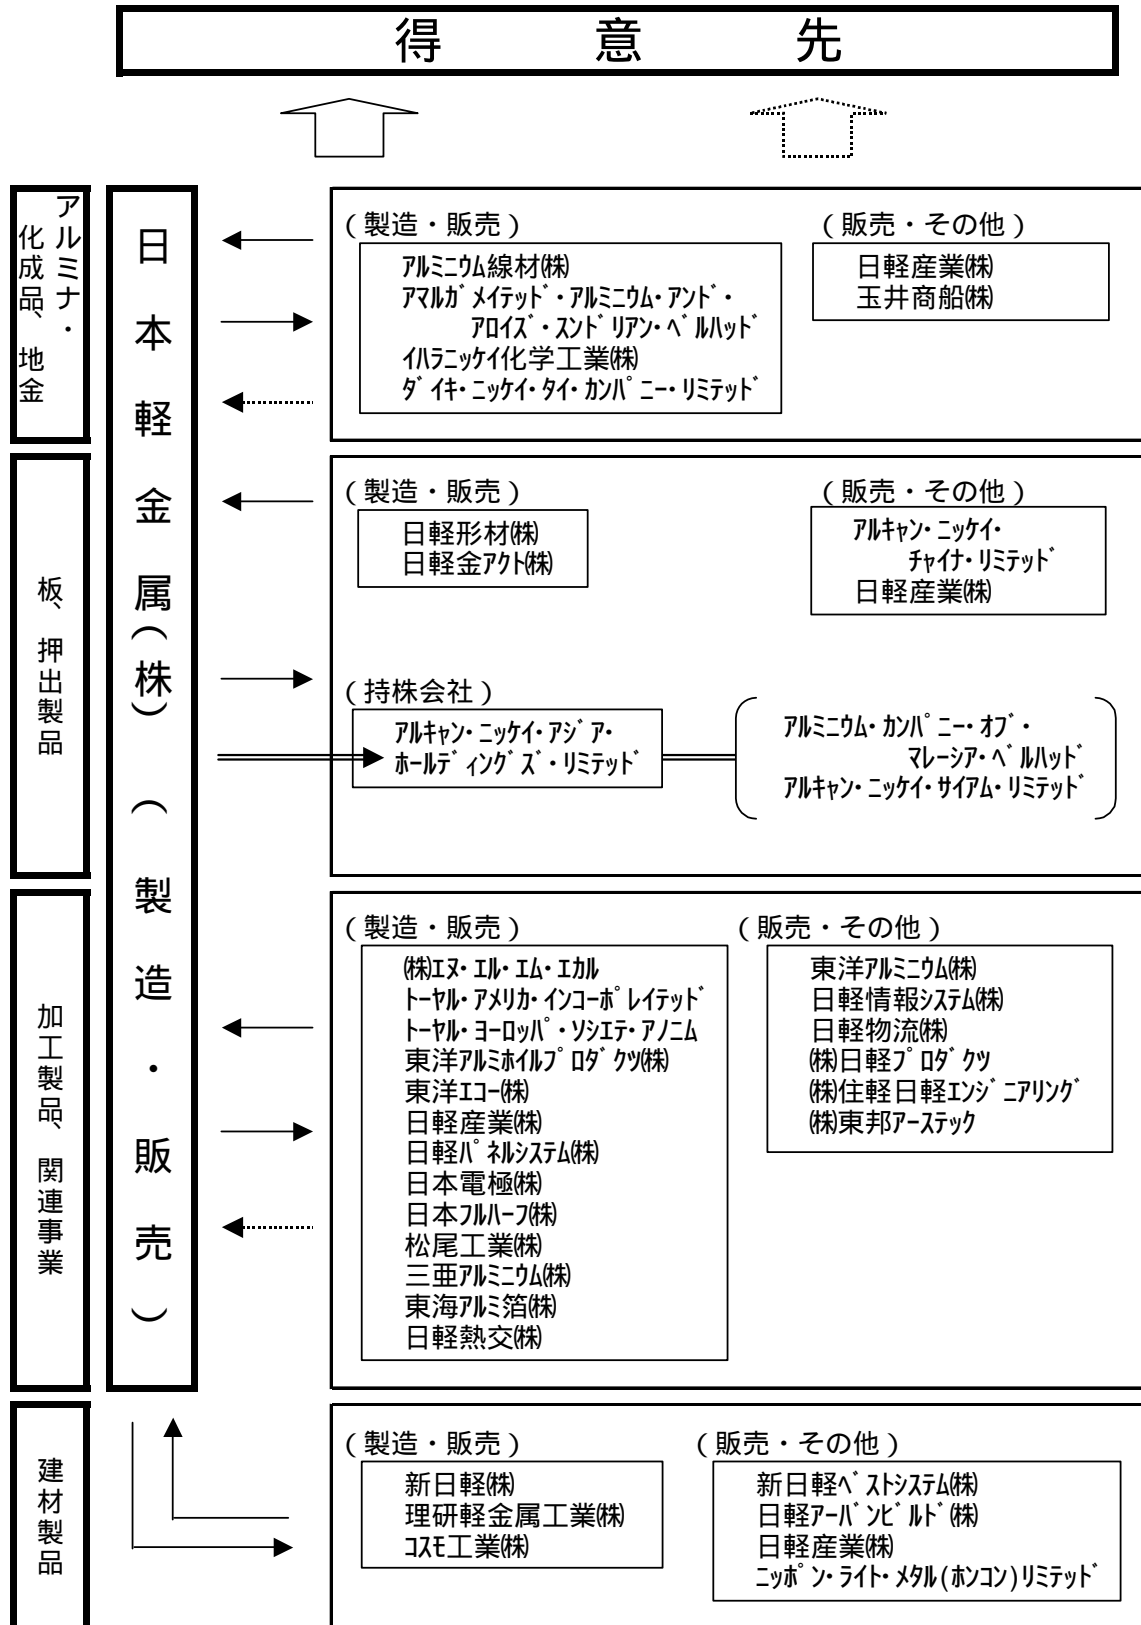 得意先
アルミナ・
化成品、地金
日本軽金属(株) (製造・販売)
(製造・販売)
アルミニウム線材(株)
アマルガメイテッド・アルミニウム・アンド・
アロイズ・スンドリアン・ベルハッド
イハラニッケイ化学工業(株)
ダイキ・ニッケイ・タイ・カンパニー・リミテッド
(販売・その他)
日軽産業(株)
玉井商船(株)
板、押出製品
(製造・販売)
日軽形材(株)
日軽金アクト(株)
(販売・その他)
アルキャン・ニッケイ・
チャイナ・リミテッド
日軽産業(株)
(持株会社)
アルキャン・ニッケイ・アジア・
ホールディングズ・リミテッド
アルミニウム・カンパニー・オブ・
マレーシア・ベルハッド
アルキャン・ニッケイ・サイアム・リミテッド
加工製品、関連事業
(製造・販売)
(株)エヌ・エル・エム・エカル
トーヤル・アメリカ・インコーポレイテッド
トーヤル・ヨーロッパ・ソシエテ・アノニム
東洋アルミホイルプロダクツ(株)
東洋エコー(株)
日軽産業(株)
日軽パネルシステム(株)
日本電極(株)
日本フルハーフ(株)
松尾工業(株)
三亜アルミニウム(株)
東海アルミ箔(株)
日軽熱交(株)
(販売・その他)
東洋アルミニウム(株)
日軽情報システム(株)
日軽物流(株)
(株)日軽プロダクツ
(株)住軽日軽エンジニアリング
(株)東邦アーステック
建材製品
(製造・販売)
新日軽(株)
理研軽金属工業(株)
コスモ工業(株)
(販売・その他)
新日軽ベストシステム(株)
日軽アーバンビルド(株)
日軽産業(株)
ニッポン・ライト・メタル(ホンコン)リミテッド